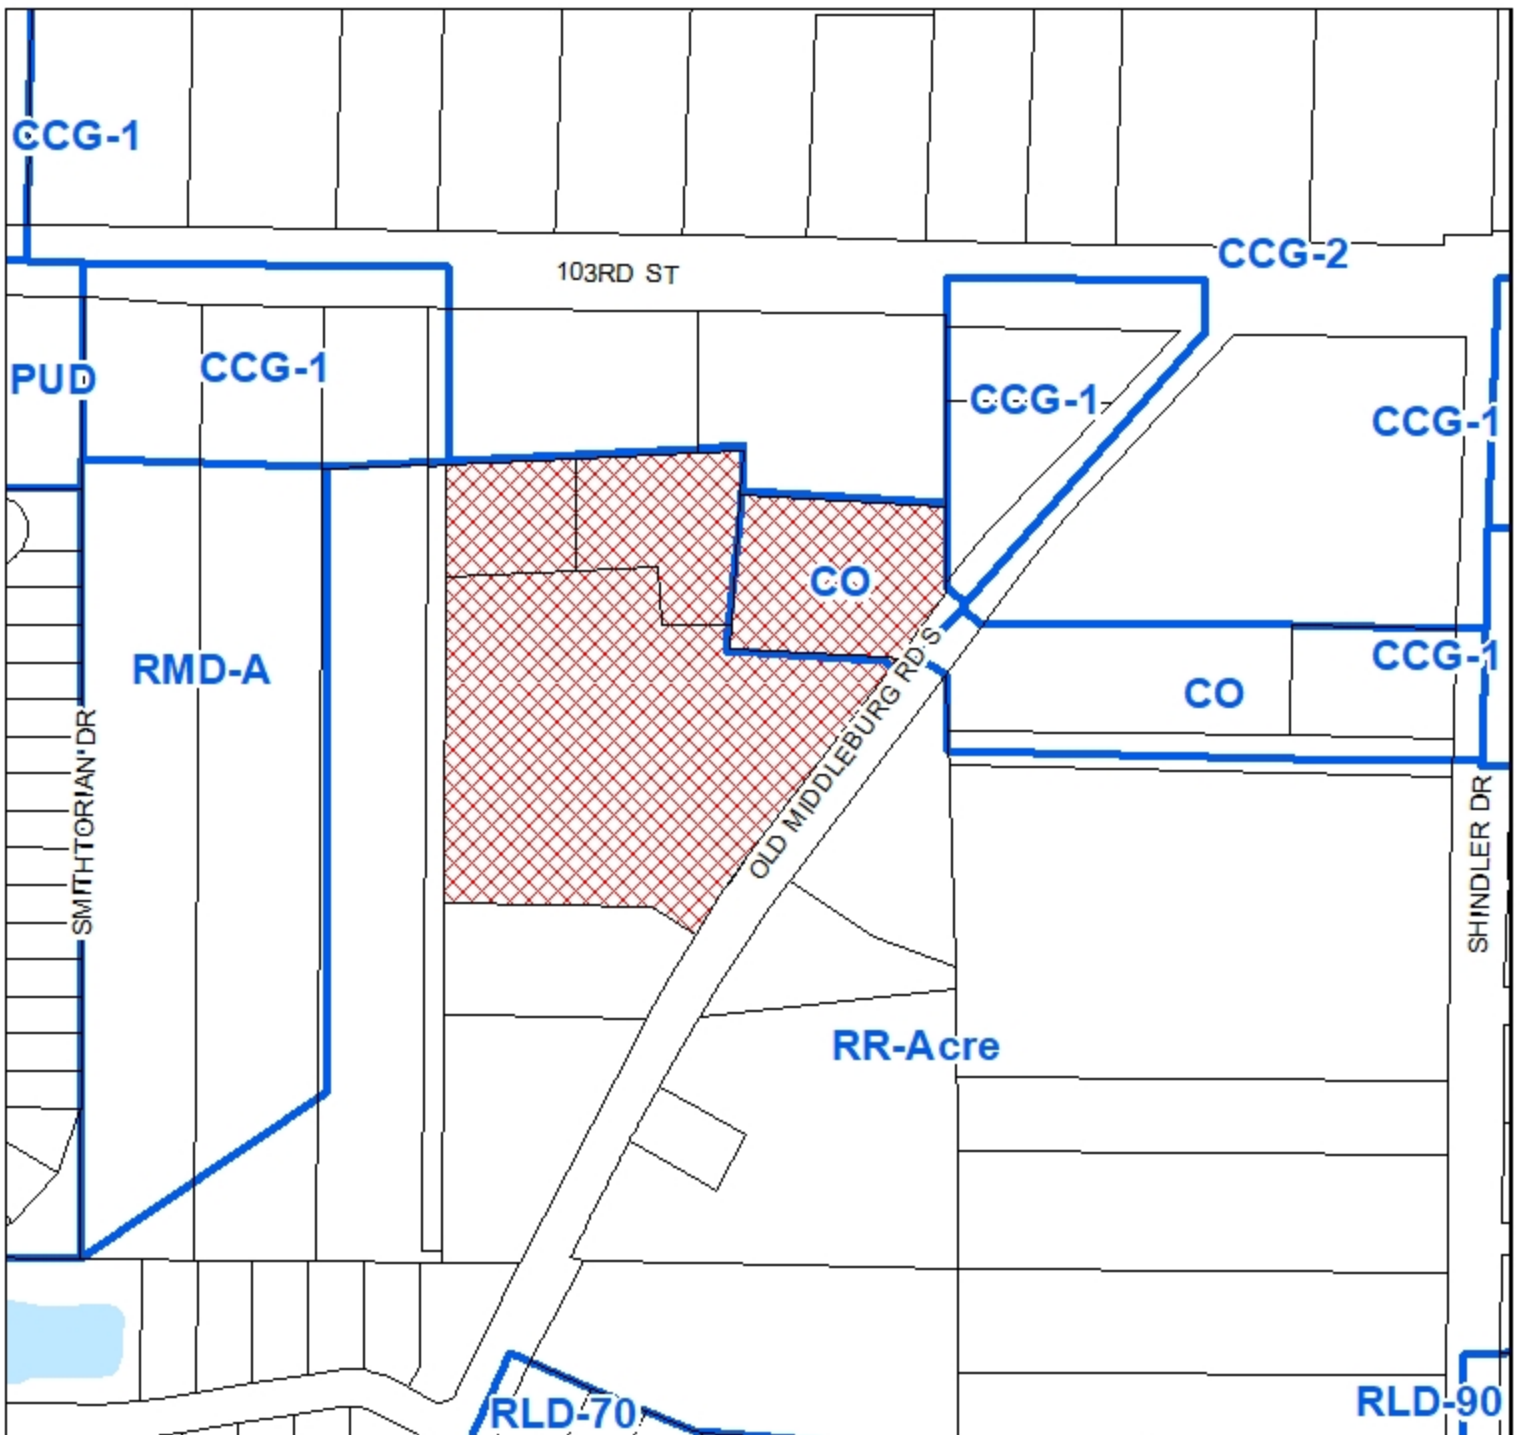 CCG-1
CCG-2
103RD ST
PUD
CCG-1
CCG-1
CCG-1
CO
RMD-A
CCG-1
CO
OLD MIDDLEBURG RD S
SMITHTORIAN DR
SHINDLER DR
RR-Acre
RLD-70
RLD-90